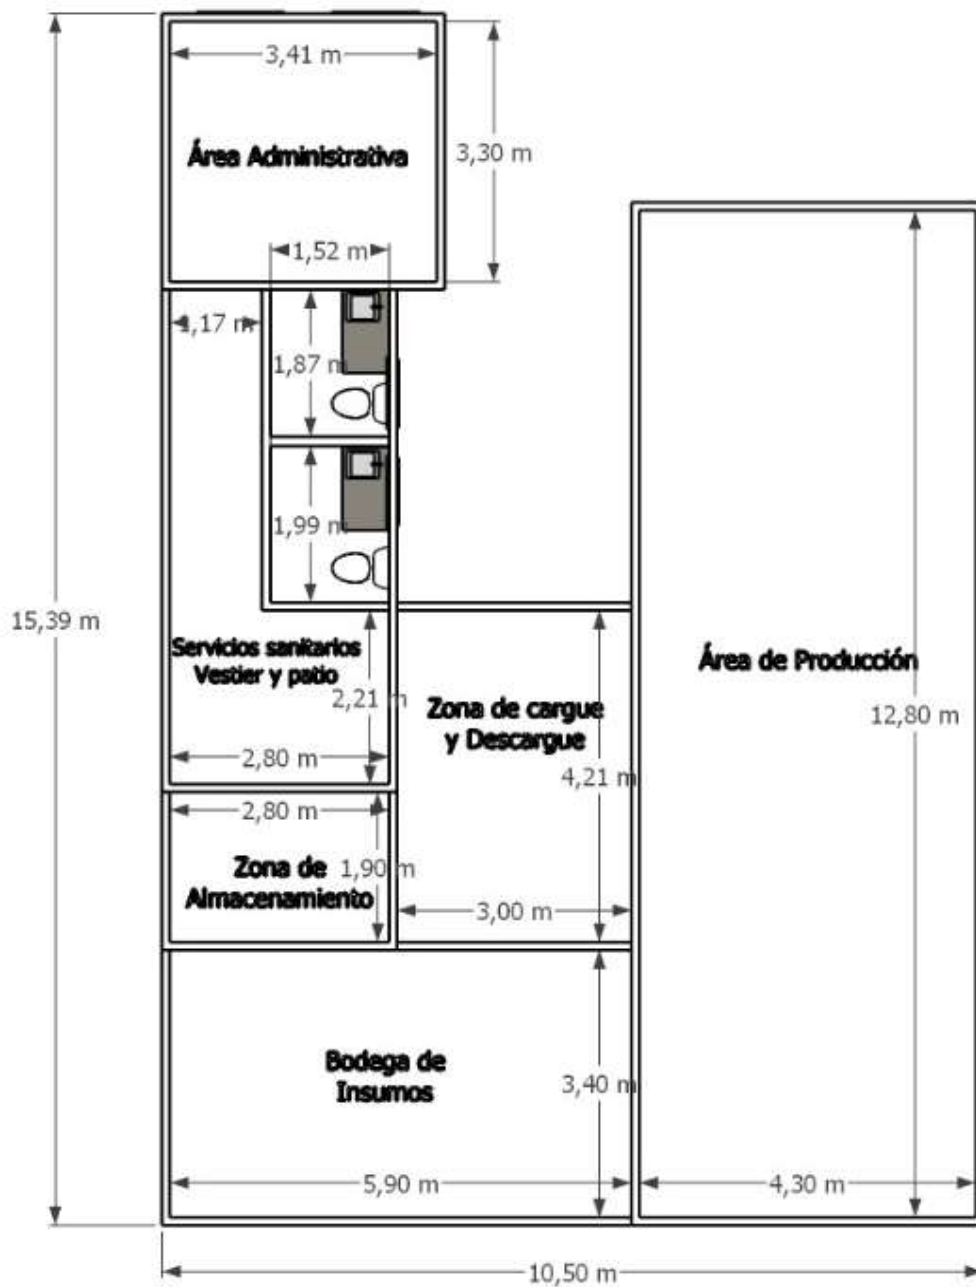 3,41 m
Área Administrativa
3,30 m
1,52 m
1,17 m
1,87 m
1,99 m
15,39 m
Servicios sanitarios
Vestier y patio
2,21 m
Área de Producción
Zona de cargue
y Descargue
12,80 m
2,80 m
4,21 m
2,80 m
Zona de
Almacenamiento
1,90 m
3,00 m
Bodega de
Insumos
3,40 m
5,90 m
4,30 m
10,50 m